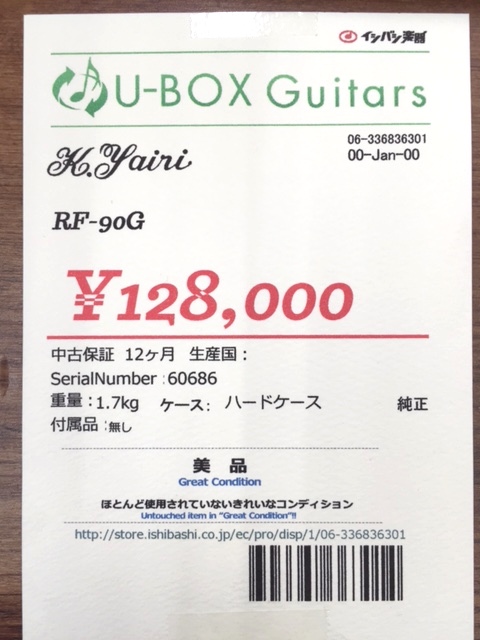 イシバシ楽器
U-BOX Guitars
06-336836301
00-Jan-00
K.Yairi
RF-90G
¥128,000
中古保証 12ヶ月 生産国：
SerialNumber：60686
重量：1.7kg ケース： ハードケース 純正
付属品：無し
美品
Great Condition
ほとんど使用されていないきれいなコンディション
Untouched item in "Great Condition"!!
http://store.ishibashi.co.jp/ec/pro/disp/1/06-336836301